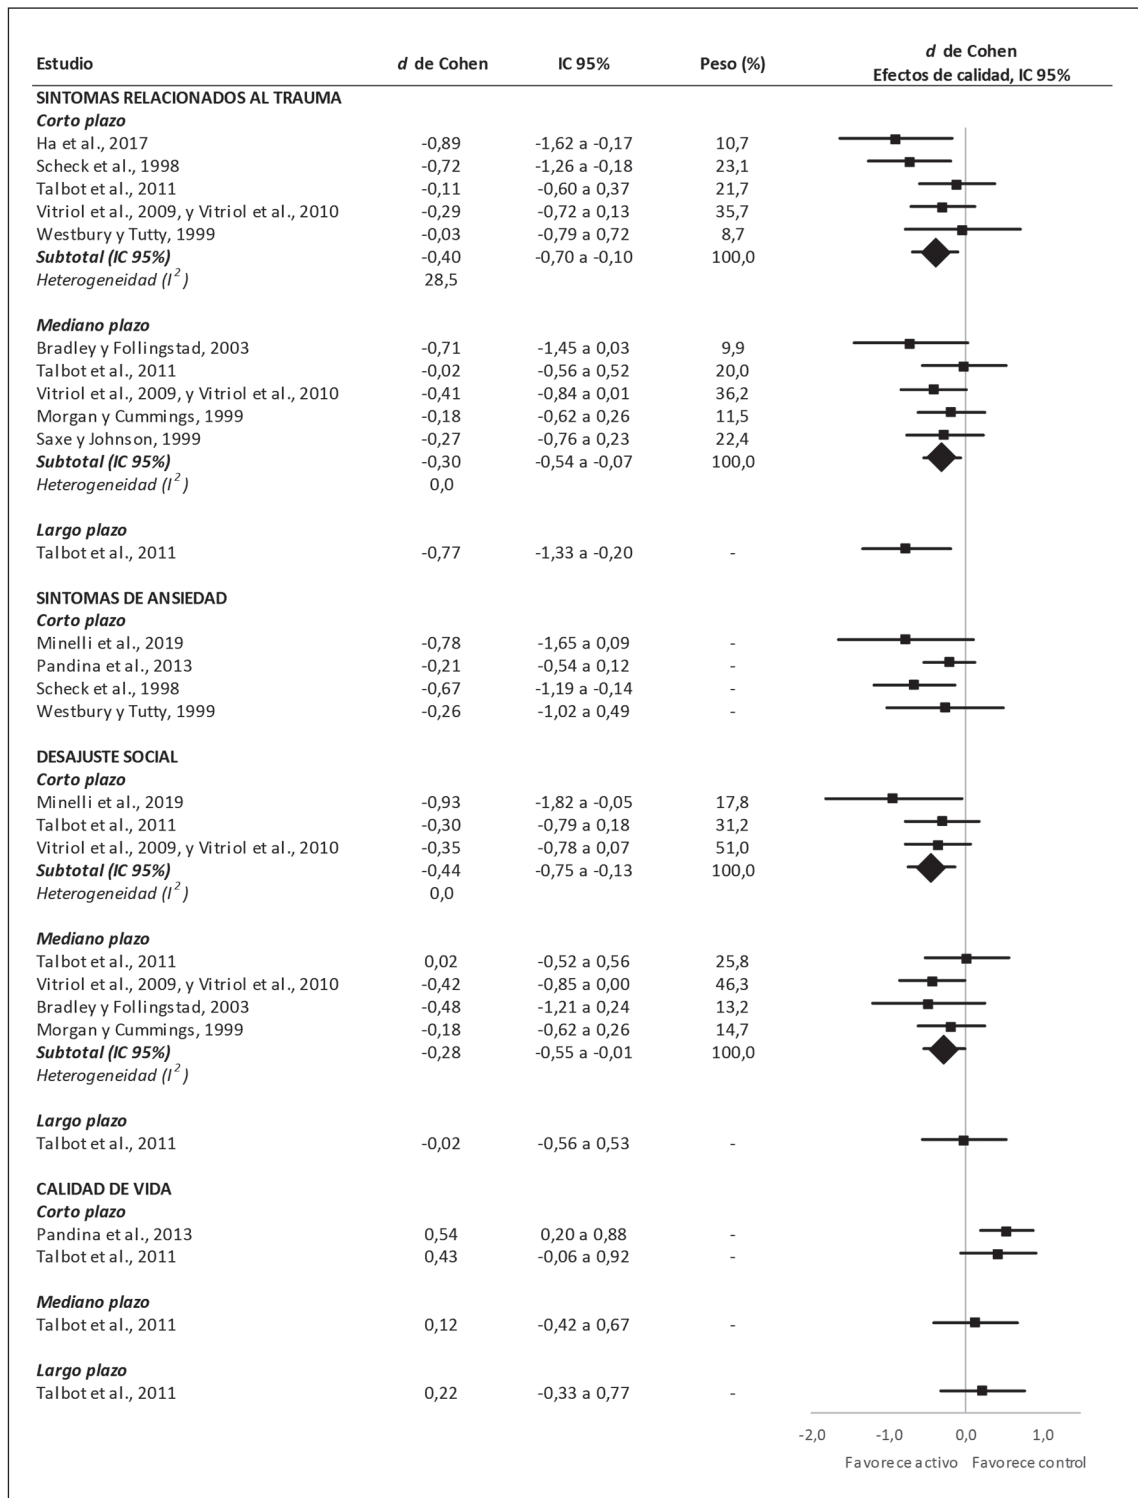 d de Cohen
Estudio d de Cohen IC 95% Peso (%) Efectos de calidad, IC 95%
SINTOMAS RELACIONADOS AL TRAUMA
Corto plazo
Ha et al., 2017 -0,89 -1,62 a -0,17 10,7
Scheck et al., 1998 -0,72 -1,26 a -0,18 23,1
Talbot et al., 2011 -0,11 -0,60 a 0,37 21,7
Vitriol et al., 2009, y Vitriol et al., 2010 -0,29 -0,72 a 0,13 35,7
Westbury y Tutty, 1999 -0,03 -0,79 a 0,72 8,7
Subtotal (IC 95%) -0,40 -0,70 a -0,10 100,0
Heterogeneidad (I²) 28,5
Mediano plazo
Bradley y Follingstad, 2003 -0,71 -1,45 a 0,03 9,9
Talbot et al., 2011 -0,02 -0,56 a 0,52 20,0
Vitriol et al., 2009, y Vitriol et al., 2010 -0,41 -0,84 a 0,01 36,2
Morgan y Cummings, 1999 -0,18 -0,62 a 0,26 11,5
Saxe y Johnson, 1999 -0,27 -0,76 a 0,23 22,4
Subtotal (IC 95%) -0,30 -0,54 a -0,07 100,0
Heterogeneidad (I²) 0,0
Largo plazo
Talbot et al., 2011 -0,77 -1,33 a -0,20 -
SINTOMAS DE ANSIEDAD
Corto plazo
Minelli et al., 2019 -0,78 -1,65 a 0,09 -
Pandina et al., 2013 -0,21 -0,54 a 0,12 -
Scheck et al., 1998 -0,67 -1,19 a -0,14 -
Westbury y Tutty, 1999 -0,26 -1,02 a 0,49 -
DESAJUSTE SOCIAL
Corto plazo
Minelli et al., 2019 -0,93 -1,82 a -0,05 17,8
Talbot et al., 2011 -0,30 -0,79 a 0,18 31,2
Vitriol et al., 2009, y Vitriol et al., 2010 -0,35 -0,78 a 0,07 51,0
Subtotal (IC 95%) -0,44 -0,75 a -0,13 100,0
Heterogeneidad (I²) 0,0
Mediano plazo
Talbot et al., 2011 0,02 -0,52 a 0,56 25,8
Vitriol et al., 2009, y Vitriol et al., 2010 -0,42 -0,85 a 0,00 46,3
Bradley y Follingstad, 2003 -0,48 -1,21 a 0,24 13,2
Morgan y Cummings, 1999 -0,18 -0,62 a 0,26 14,7
Subtotal (IC 95%) -0,28 -0,55 a -0,01 100,0
Heterogeneidad (I²)
Largo plazo
Talbot et al., 2011 -0,02 -0,56 a 0,53 -
CALIDAD DE VIDA
Corto plazo
Pandina et al., 2013 0,54 0,20 a 0,88 -
Talbot et al., 2011 0,43 -0,06 a 0,92 -
Mediano plazo
Talbot et al., 2011 0,12 -0,42 a 0,67 -
Largo plazo
Talbot et al., 2011 0,22 -0,33 a 0,77 -
-2,0 -1,0 0,0 1,0
Favorece activo Favorece control